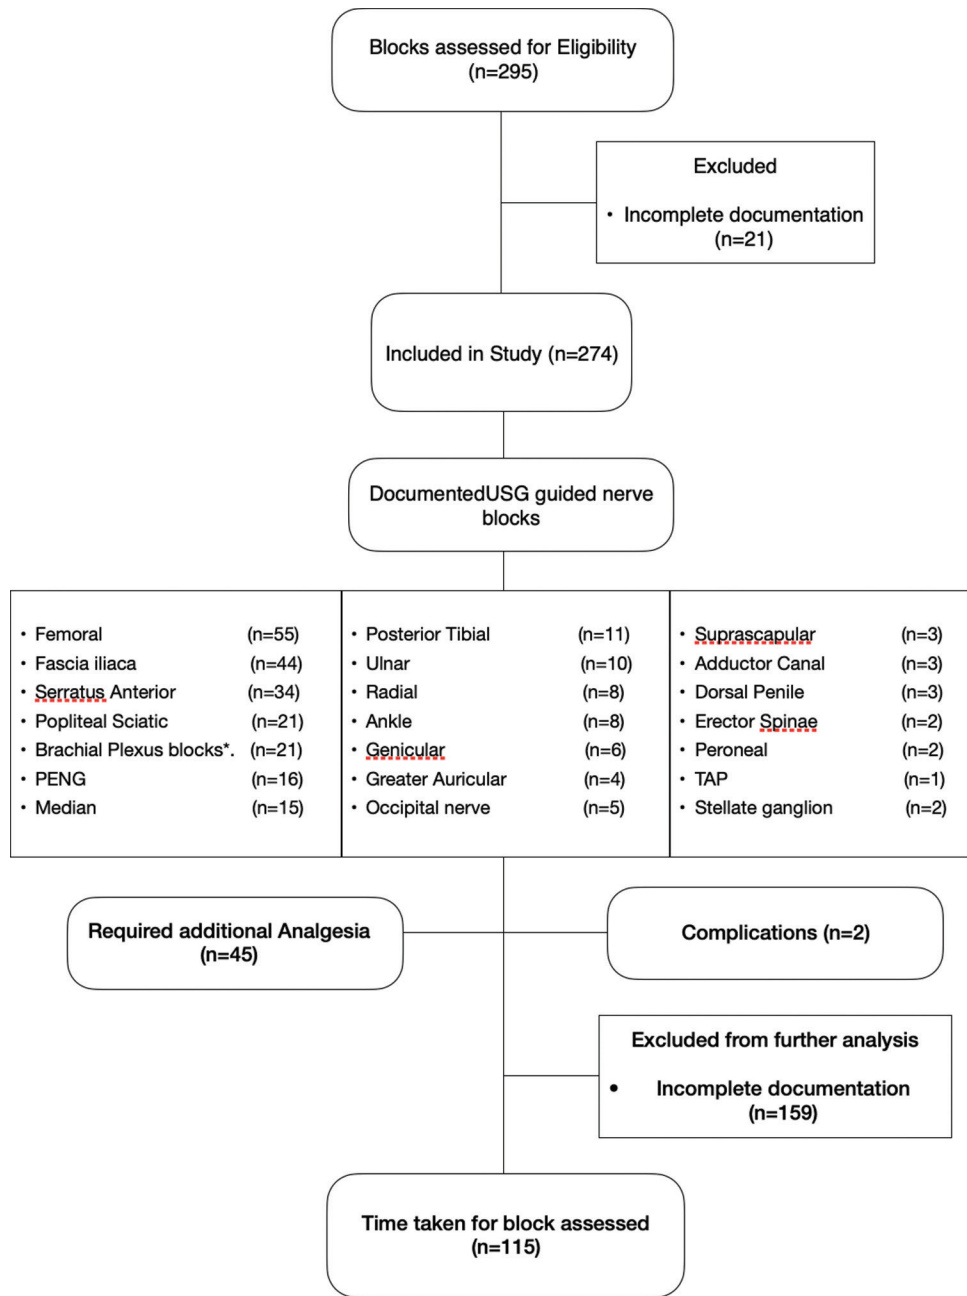 Blocks assessed for Eligibility
(n=295)
Excluded
• Incomplete documentation
(n=21)
Included in Study (n=274)
DocumentedUSG guided nerve
blocks
• Femoral (n=55)
• Fascia iliaca (n=44)
• Serratus Anterior (n=34)
• Popliteal Sciatic (n=21)
• Brachial Plexus blocks*. (n=21)
• PENG (n=16)
• Median (n=15)
• Posterior Tibial (n=11)
• Ulnar (n=10)
• Radial (n=8)
• Ankle (n=8)
• Genicular (n=6)
• Greater Auricular (n=4)
• Occipital nerve (n=5)
• Suprascapular (n=3)
• Adductor Canal (n=3)
• Dorsal Penile (n=3)
• Erector Spinae (n=2)
• Peroneal (n=2)
• TAP (n=1)
• Stellate ganglion (n=2)
Required additional Analgesia
(n=45)
Complications (n=2)
Excluded from further analysis
• Incomplete documentation
(n=159)
Time taken for block assessed
(n=115)